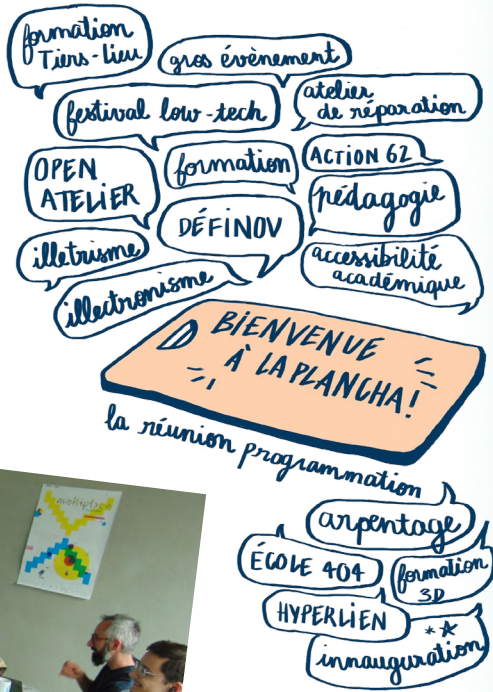 formation
Tiers-lieu
gros évènement
festival low-tech
atelier
de réparation
OPEN
ATELIER
formation
ACTION 62
pédagogie
DÉFINOV
illetrisme
accessibilité
académique
illectronisme
BIENVENUE
À LA PLANCHA!
la réunion programmation
arpentage
ÉCOLE 404
formation
3D
HYPERLIEN
innauguration